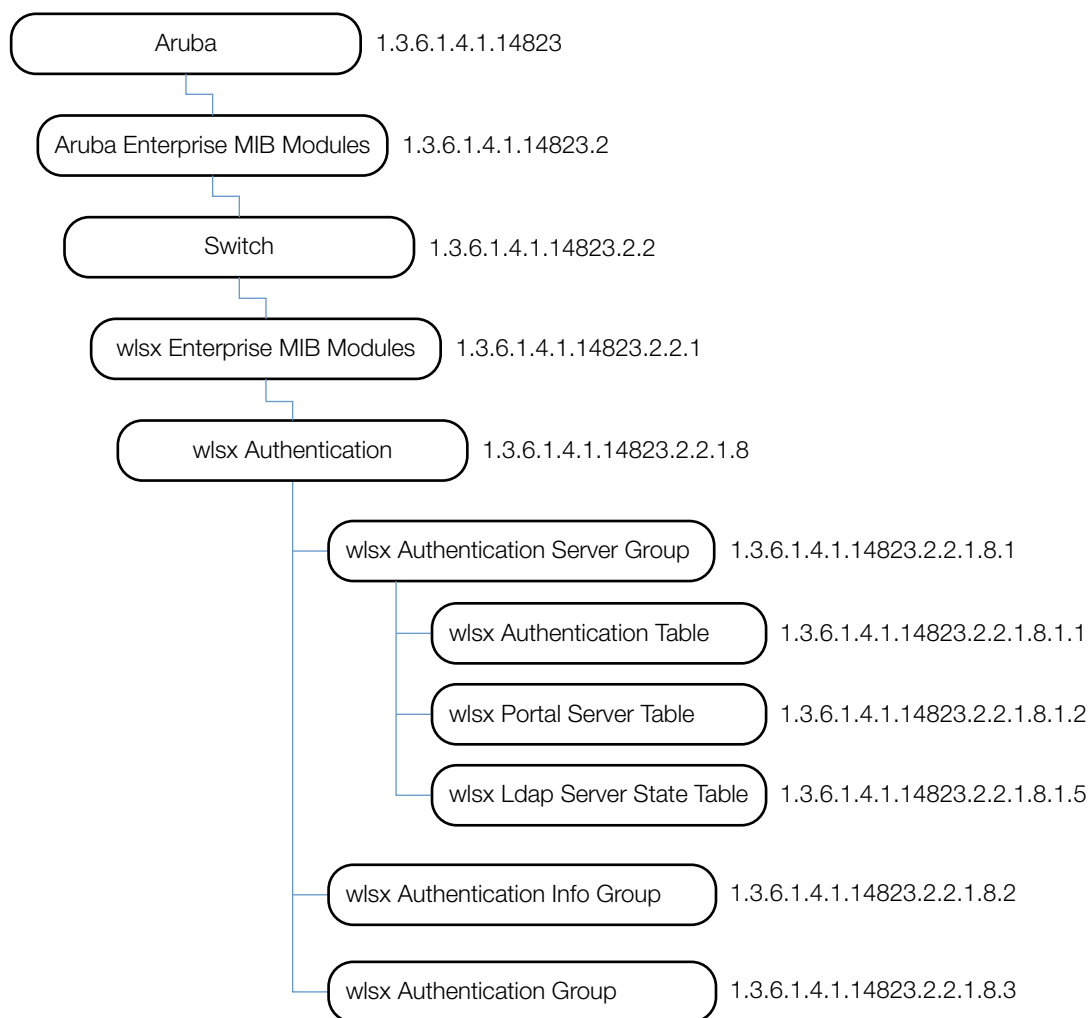 Aruba 1.3.6.1.4.1.14823
Aruba Enterprise MIB Modules 1.3.6.1.4.1.14823.2
Switch 1.3.6.1.4.1.14823.2.2
wlsx Enterprise MIB Modules 1.3.6.1.4.1.14823.2.2.1
wlsx Authentication 1.3.6.1.4.1.14823.2.2.1.8
wlsx Authentication Server Group 1.3.6.1.4.1.14823.2.2.1.8.1
wlsx Authentication Table 1.3.6.1.4.1.14823.2.2.1.8.1.1
wlsx Portal Server Table 1.3.6.1.4.1.14823.2.2.1.8.1.2
wlsx Ldap Server State Table 1.3.6.1.4.1.14823.2.2.1.8.1.5
wlsx Authentication Info Group 1.3.6.1.4.1.14823.2.2.1.8.2
wlsx Authentication Group 1.3.6.1.4.1.14823.2.2.1.8.3